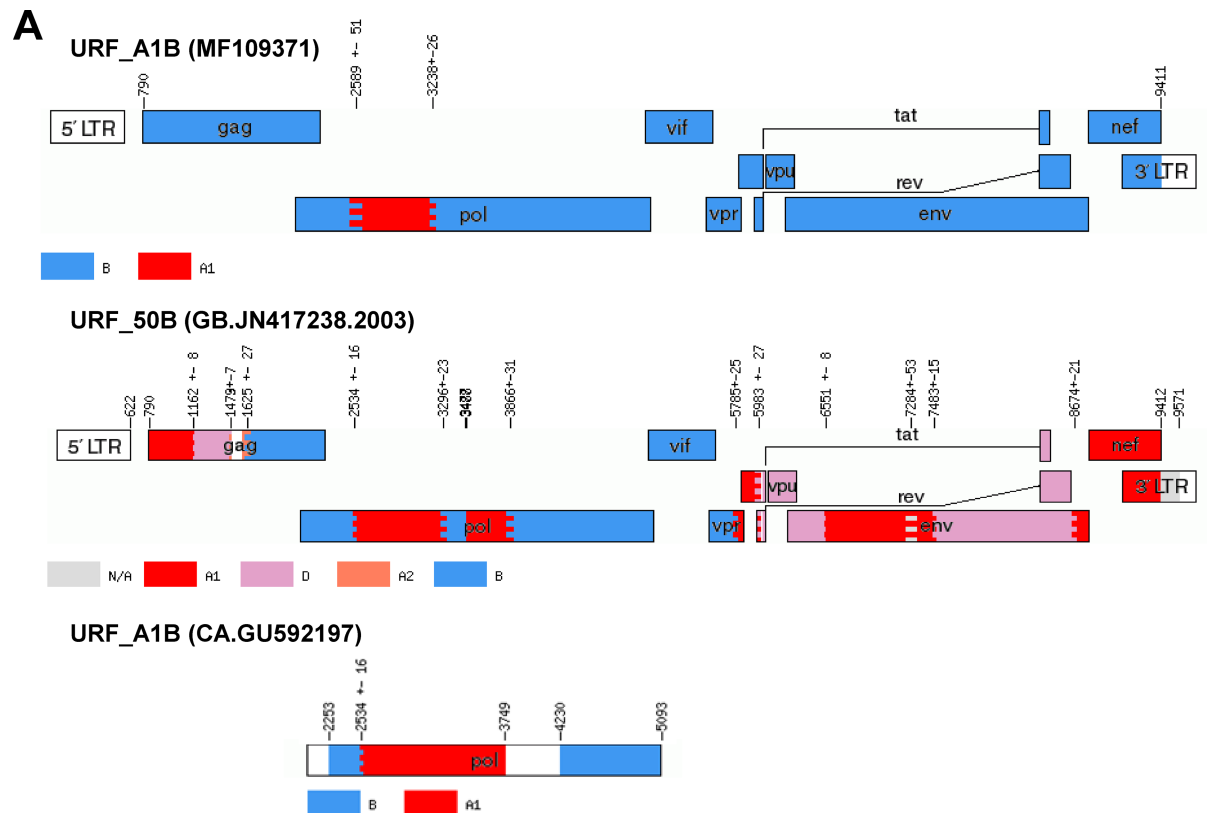 A
URF_A1B (MF109371)
790
2589 +- 51
3238+-26
9411
5' LTR
gag
vif
tat
nef
vpu
rev
3' LTR
pol
vpr
env
B
A1
URF_50B (GB.JN417238.2003)
622
790
1162 +- 8
1479+-7
1625 +- 27
2534 +- 16
3296+-23
3866+-31
5785+-25
5983 +- 27
6551 +- 8
7284+-53
7483+-15
8674+-21
9412
9571
5' LTR
gag
vif
tat
nef
vpu
rev
3' LTR
pol
vpr
env
N/A
A1
D
A2
B
URF_A1B (CA.GU592197)
2253
2534 +- 16
3749
4230
5093
pol
B
A1